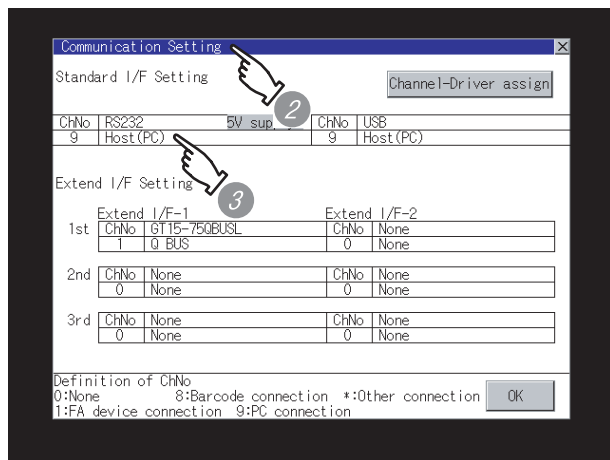 Communication Setting
Standard I/F Setting
Channel-Driver assign
ChNo RS232 5V ChNo USB
9 Host(PC) 9 Host(PC)
2
3
Extend I/F Setting
Extend I/F-1 Extend I/F-2
1st ChNo GT15-75QBUSL ChNo None
1 Q BUS 0 None
2nd ChNo None ChNo None
0 None 0 None
3rd ChNo None ChNo None
0 None 0 None
Definition of ChNo
0:None 8:Barcode connection *:Other connection OK
1:FA device connection 9:PC connection